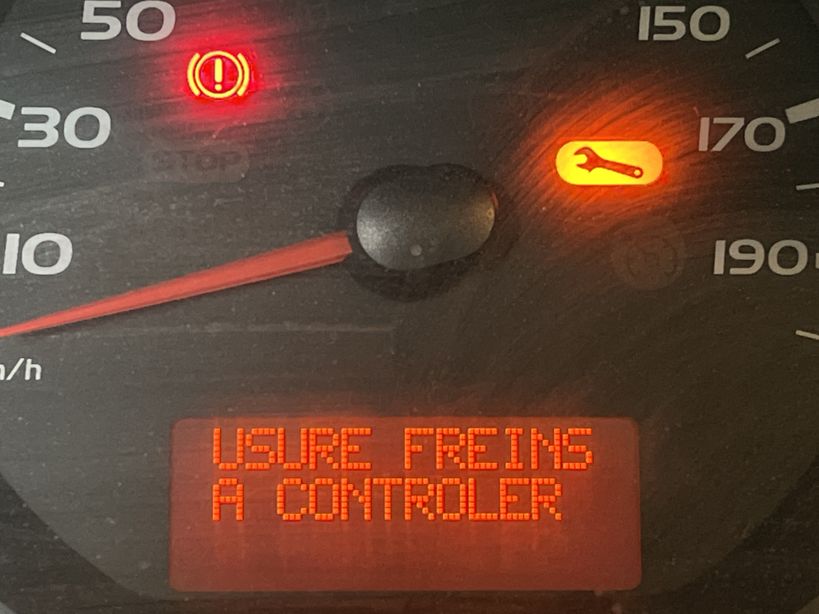 50
150
30
170
STOP
10
190
/h
USURE FREINS
A CONTROLER